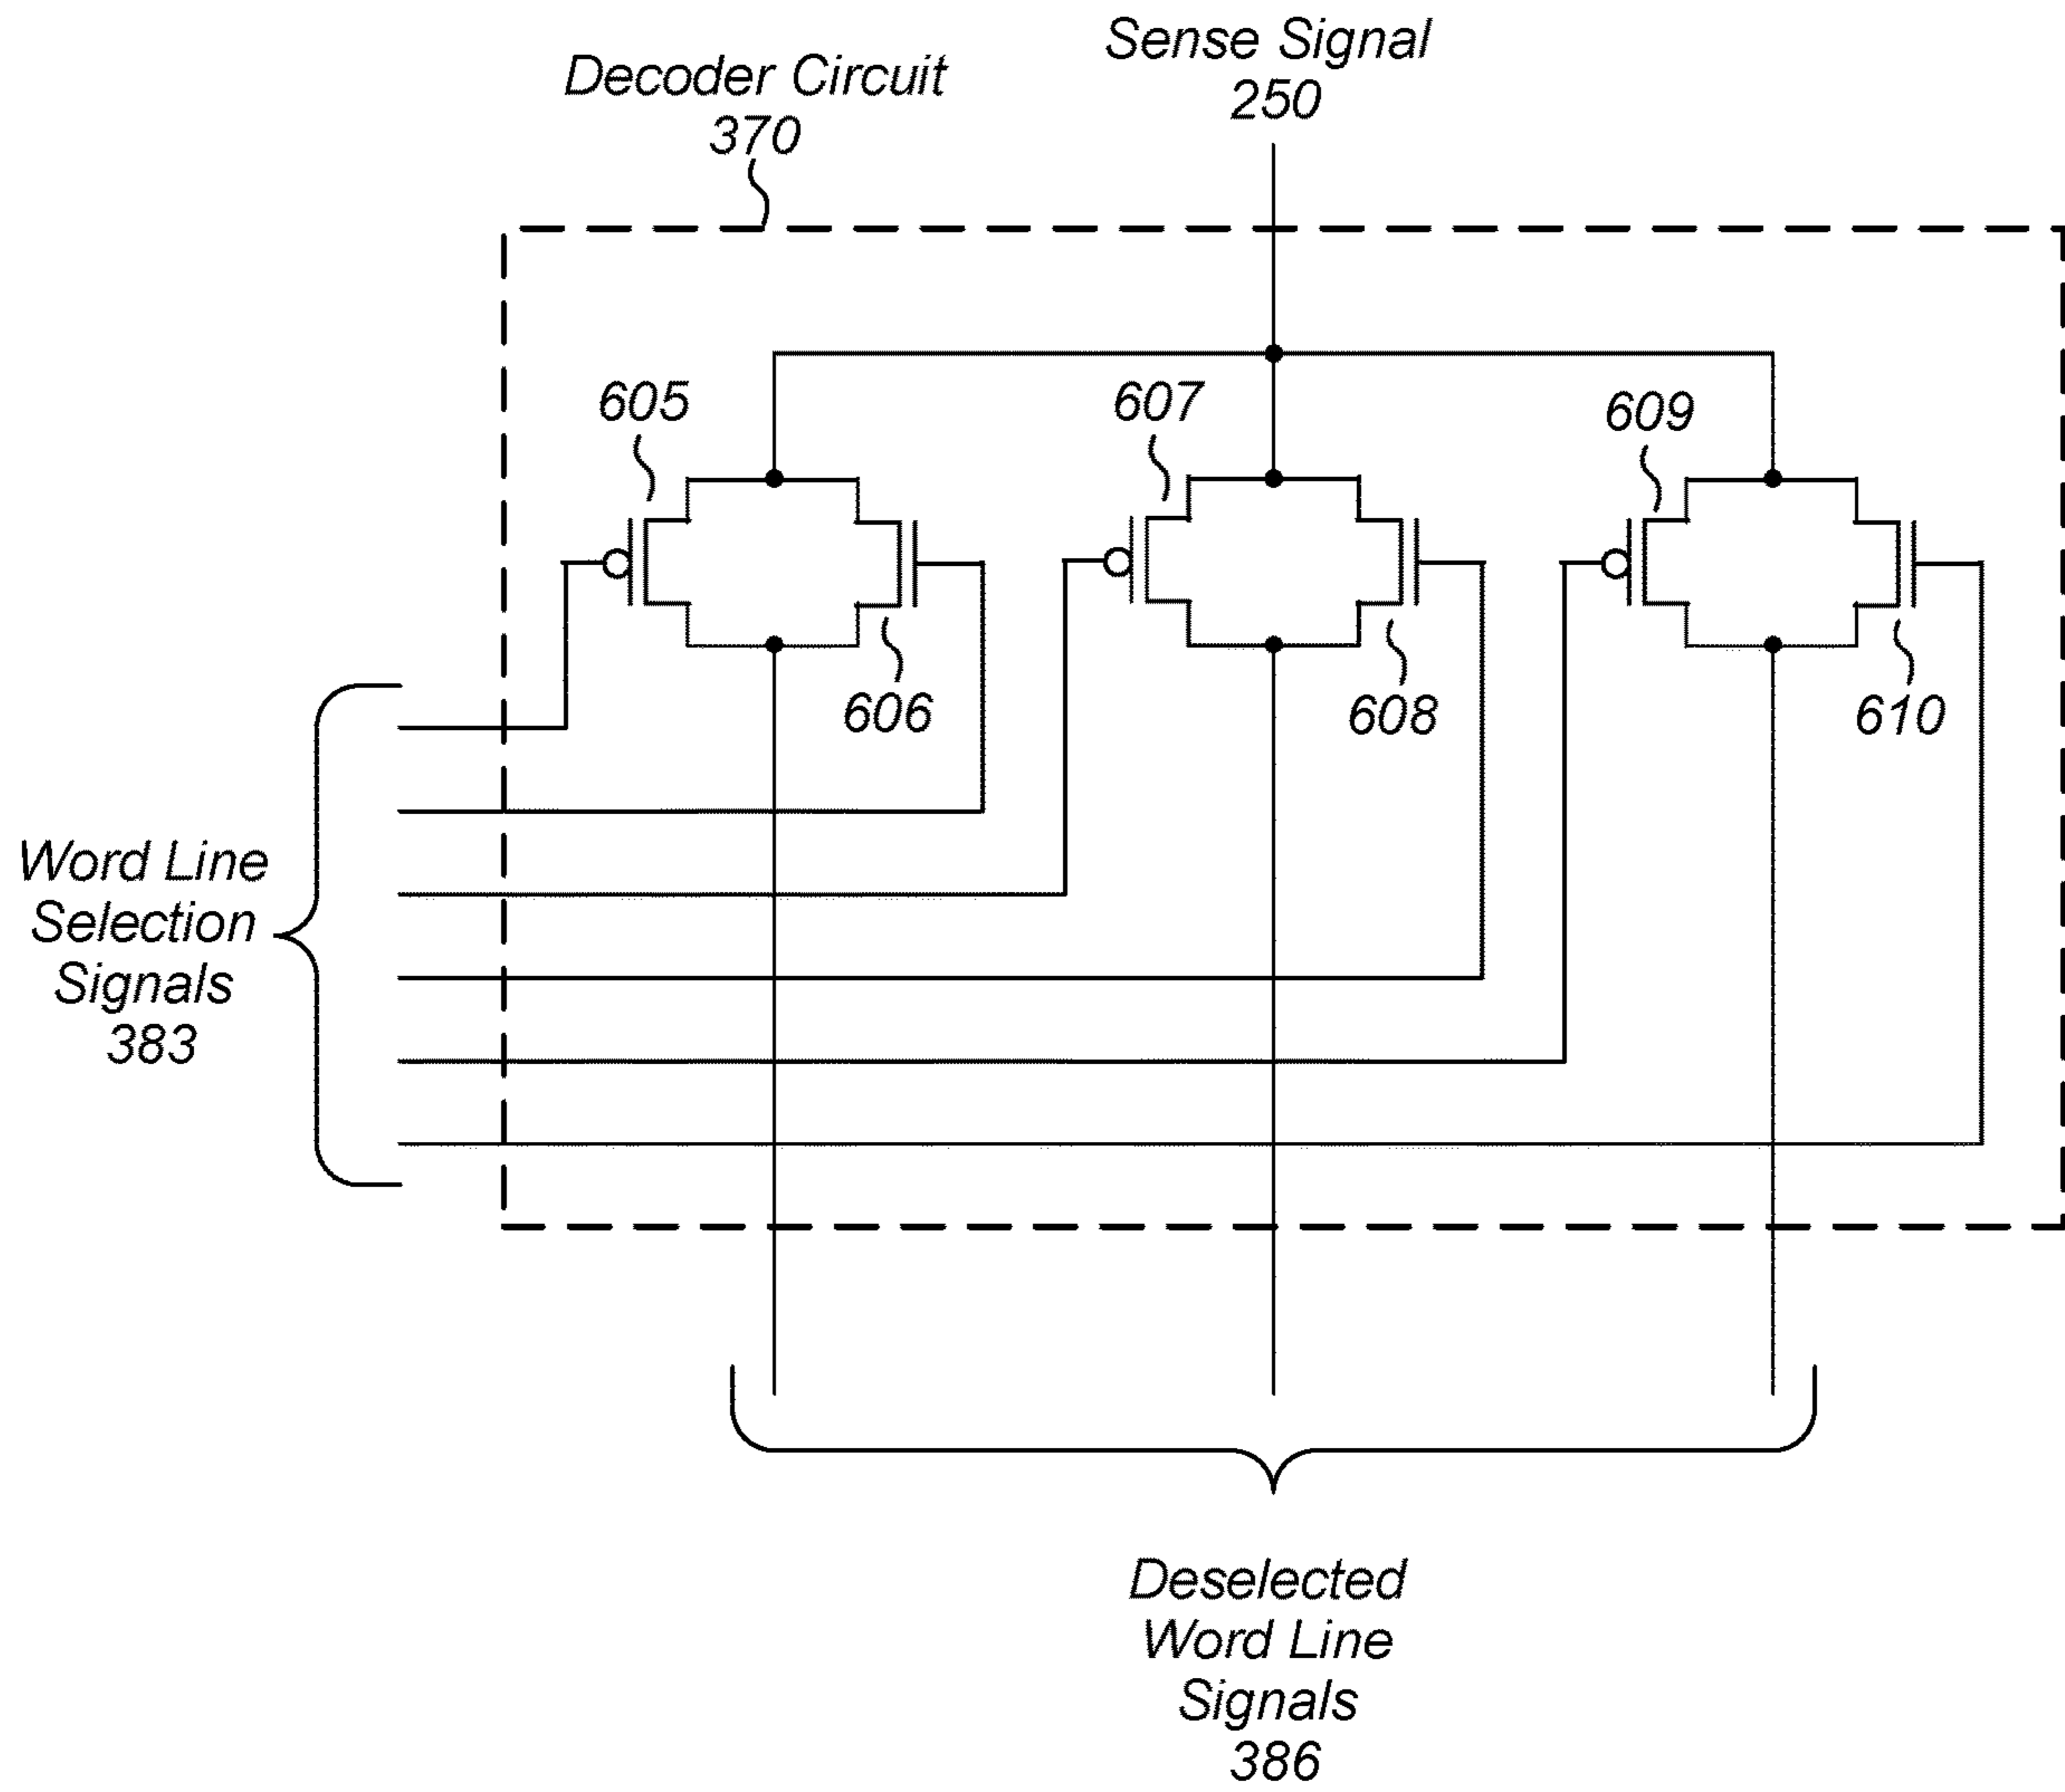 Sense Signal
250
Decoder Circuit
370
605
607
609
606
608
610
Word Line
Selection
Signals
383
Deselected
Word Line
Signals
386